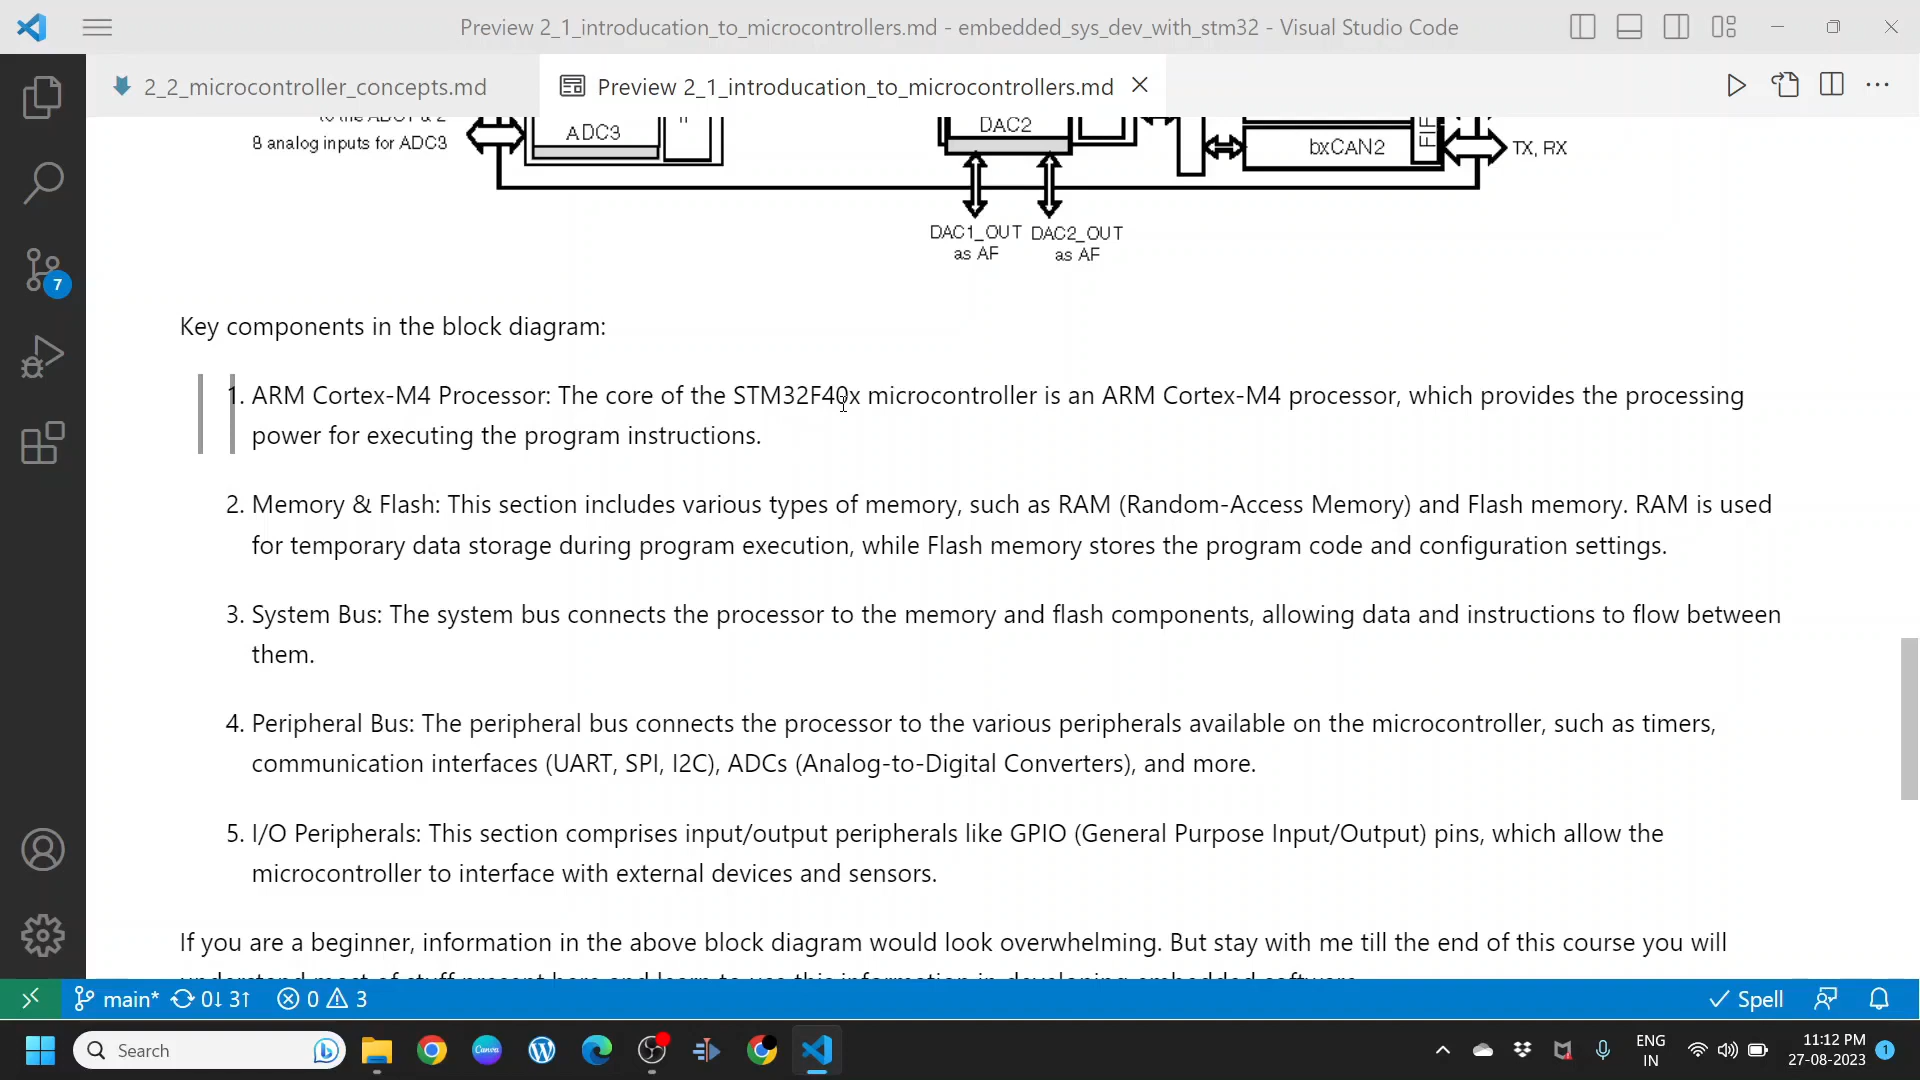 Preview 2_1_introducation_to_microcontrollers.md - embedded_sys_dev_with_stm32 - Visual Studio Code
2_2_microcontroller_concepts.md
Preview 2_1_introducation_to_microcontrollers.md
8 analog inputs for ADC3
ADC3
DAC2
bxCAN2
TX, RX
DAC1_OUT as AF
DAC2_OUT as AF
7
Key components in the block diagram:
1. ARM Cortex-M4 Processor: The core of the STM32F40x microcontroller is an ARM Cortex-M4 processor, which provides the processing
power for executing the program instructions.
2. Memory & Flash: This section includes various types of memory, such as RAM (Random-Access Memory) and Flash memory. RAM is used
for temporary data storage during program execution, while Flash memory stores the program code and configuration settings.
3. System Bus: The system bus connects the processor to the memory and flash components, allowing data and instructions to flow between
them.
4. Peripheral Bus: The peripheral bus connects the processor to the various peripherals available on the microcontroller, such as timers,
communication interfaces (UART, SPI, I2C), ADCs (Analog-to-Digital Converters), and more.
5. I/O Peripherals: This section comprises input/output peripherals like GPIO (General Purpose Input/Output) pins, which allow the
microcontroller to interface with external devices and sensors.
If you are a beginner, information in the above block diagram would look overwhelming. But stay with me till the end of this course you will
main* 0↓ 3↑ 0 3
Spell
Search
Canva
ENG
IN
11:12 PM
27-08-2023
1